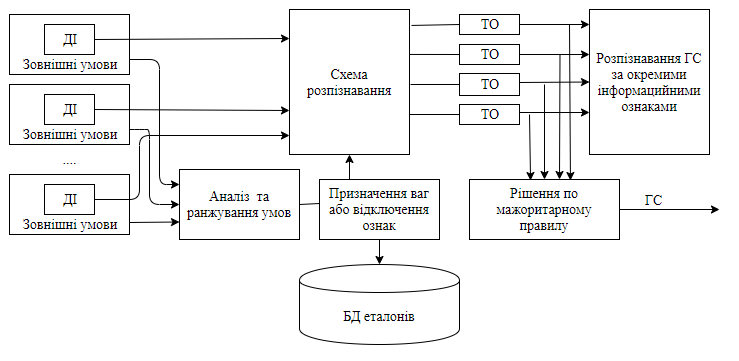 ДІ
Зовнішні умови
ДІ
Зовнішні умови
....
ДІ
Зовнішні умови
Аналіз та
ранжування умов
Схема
розпізнавання
Призначення ваг
або відключення
ознак
БД еталонів
ТО
ТО
ТО
ТО
Розпізнавання ГС
за окремими
інформаційними
ознаками
Рішення по
мажоритарному
правилу
ГС